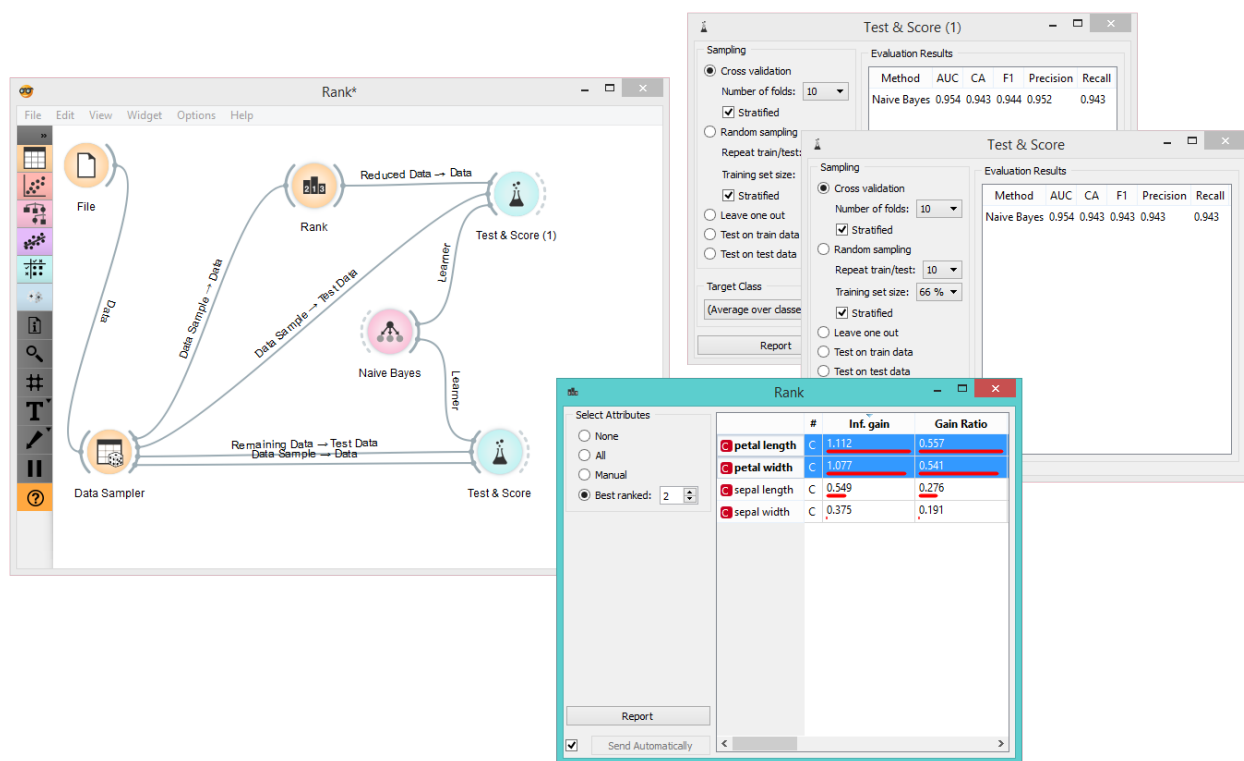 Rank*
File Edit View Widget Options Help
»
File
Data
213
Rank
Reduced Data → Data
Test & Score (1)
Data Sample → Data
Data Sample → Test Data
Learner
Naive Bayes
Learner
Remaining Data → Test Data
Data Sample → Data
Data Sampler
Test & Score
Test & Score (1)
Sampling
Cross validation
Number of folds: 10
Stratified
Random sampling
Repeat train/test:
Training set size:
Stratified
Leave one out
Test on train data
Test on test data
Target Class
(Average over classe
Report
Evaluation Results
Method AUC CA F1 Precision Recall
Naive Bayes 0.954 0.943 0.944 0.952 0.943
Test & Score
Sampling
Cross validation
Number of folds: 10
Stratified
Random sampling
Repeat train/test: 10
Training set size: 66 %
Stratified
Leave one out
Test on train data
Test on test data
Evaluation Results
Method AUC CA F1 Precision Recall
Naive Bayes 0.954 0.943 0.943 0.943 0.943
Rank
Select Attributes
None
All
Manual
Best ranked: 2
Report
Send Automatically
# Inf. gain Gain Ratio
C petal length C 1.112 0.557
C petal width C 1.077 0.541
C sepal length C 0.549 0.276
C sepal width C 0.375 0.191